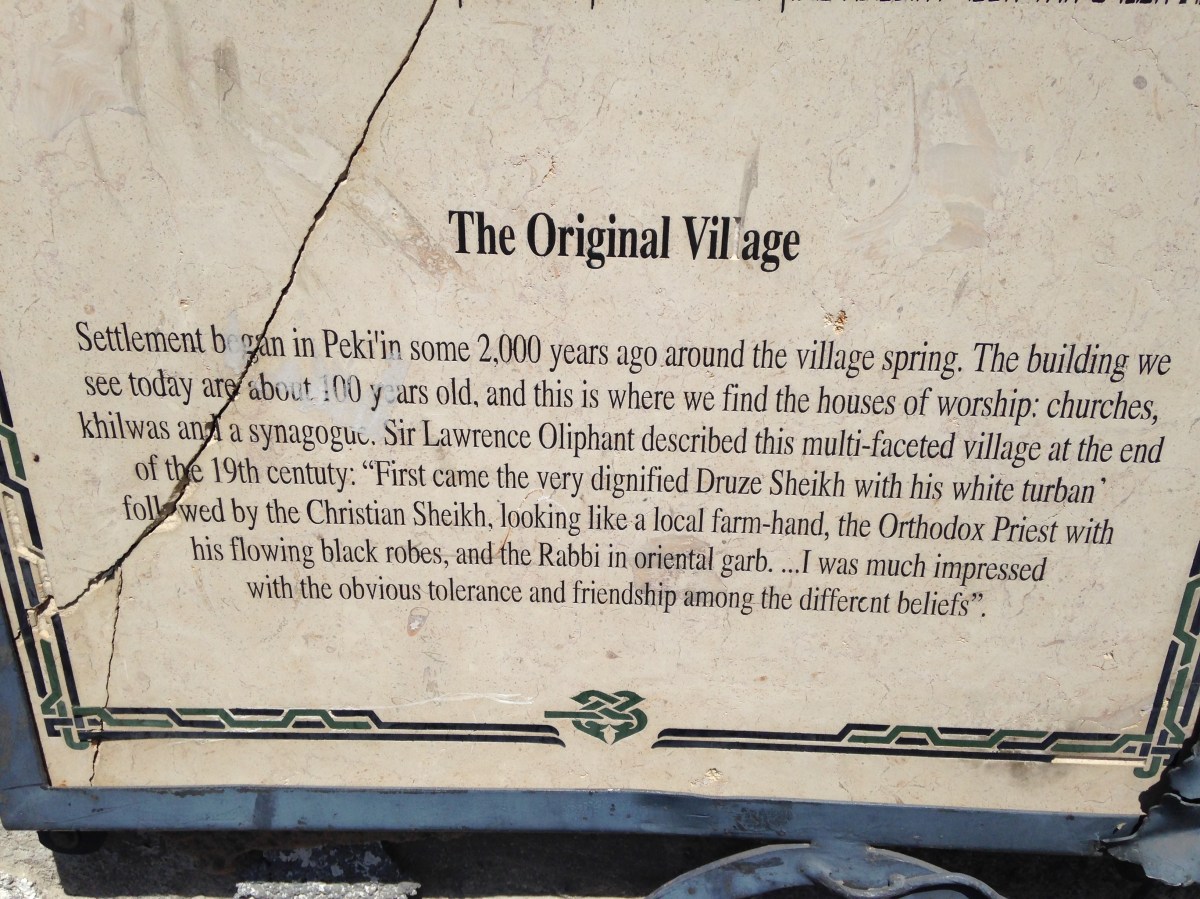 The Original Village
Settlement began in Peki'in some 2,000 years ago around the village spring. The building we
see today are about 100 years old, and this is where we find the houses of worship: churches,
khilwas and a synagogue. Sir Lawrence Oliphant described this multi-faceted village at the end
of the 19th centuty: “First came the very dignified Druze Sheikh with his white turban’
followed by the Christian Sheikh, looking like a local farm-hand, the Orthodox Priest with
his flowing black robes, and the Rabbi in oriental garb. ...I was much impressed
with the obvious tolerance and friendship among the different beliefs”.